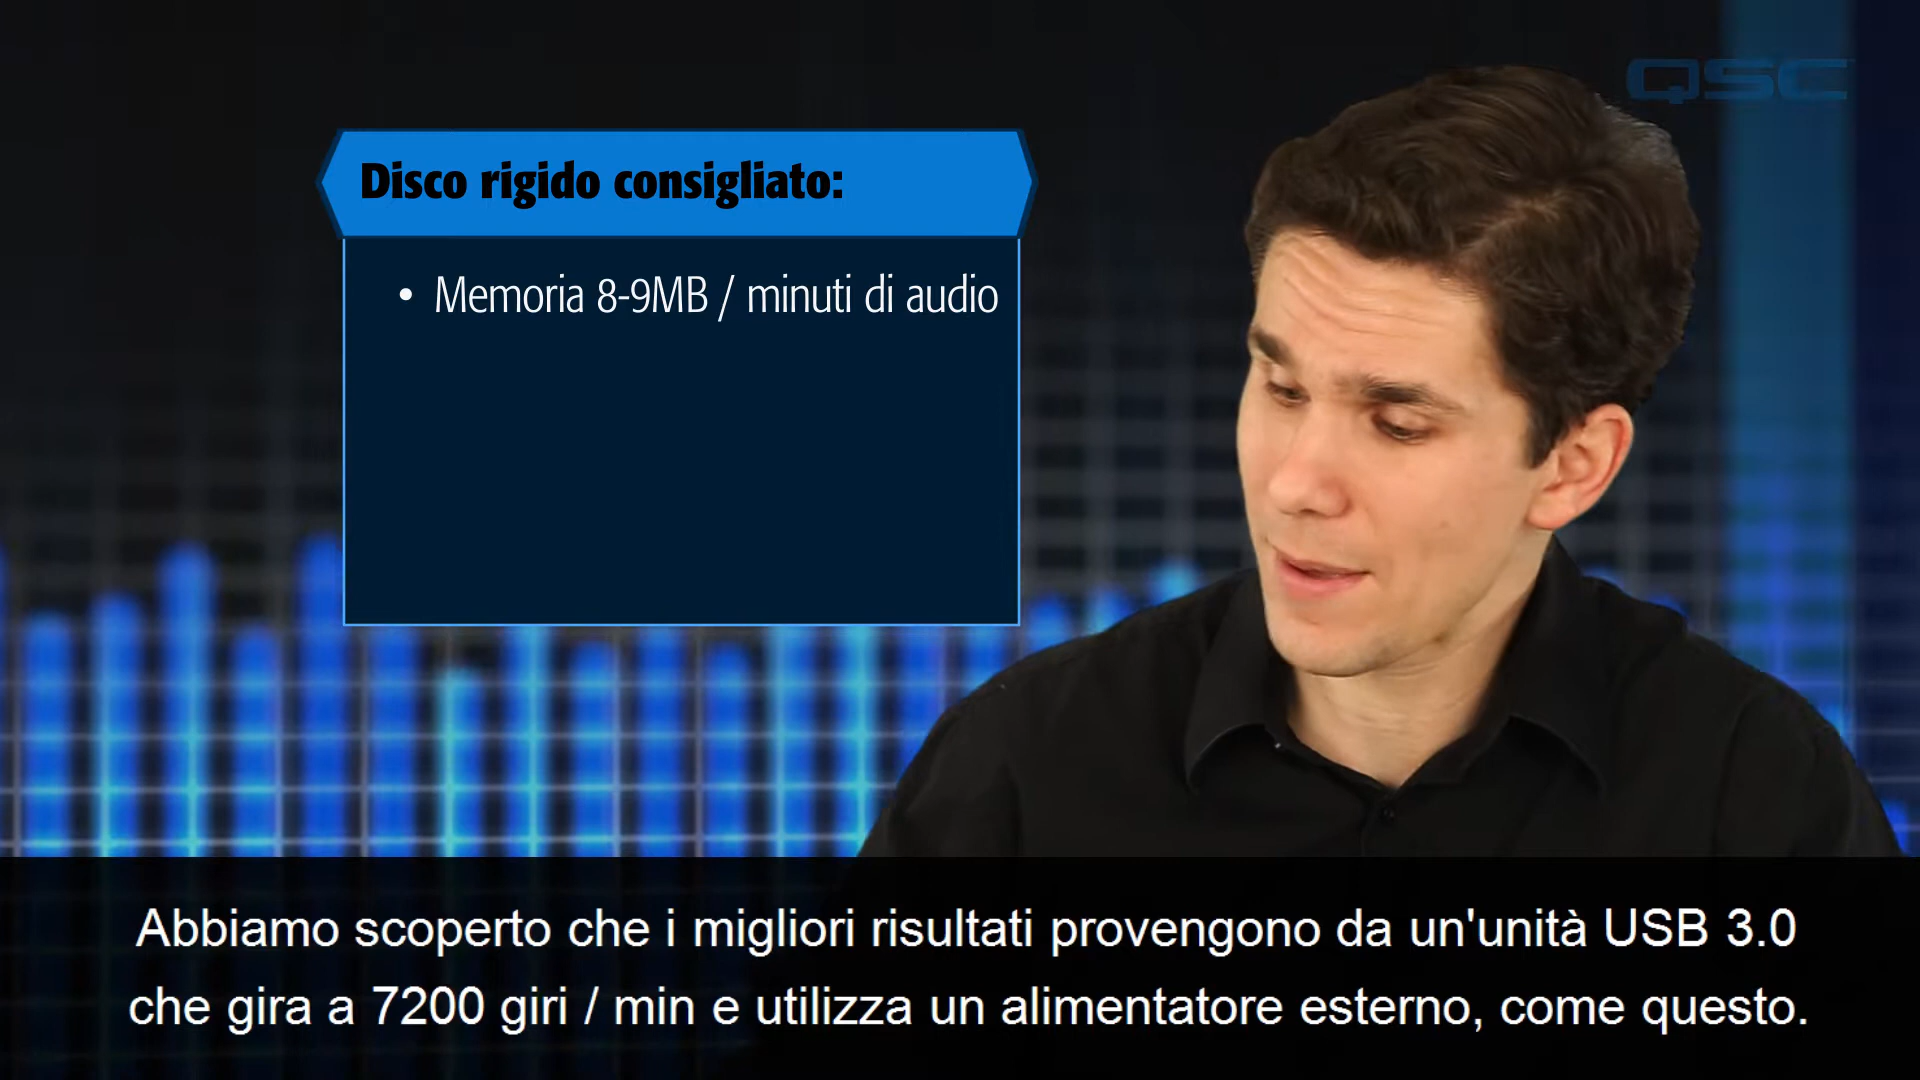 QSC
Disco rigido consigliato:
• Memoria 8-9MB / minuti di audio
Abbiamo scoperto che i migliori risultati provengono da un'unità USB 3.0
che gira a 7200 giri / min e utilizza un alimentatore esterno, come questo.